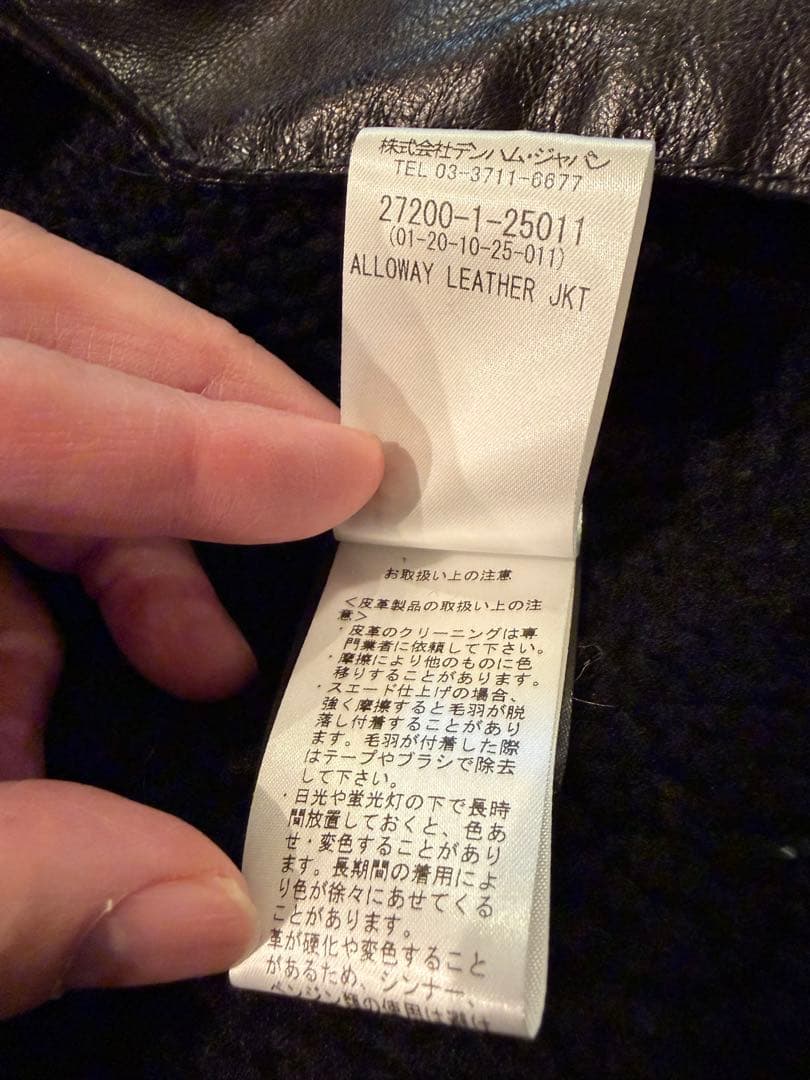 株式会社デンハム・ジャパン
TEL 03-3711-6677
27200-1-25011
(01-20-10-25-011)
ALLOWAY LEATHER JKT
お取扱い上の注意
<皮革製品の取扱い上の注
意>
・皮革のクリーニングは専
門業者に依頼して下さい。
・摩擦により他のものに色
移りすることがあります。
・スエード仕上げの場合、
強く摩擦すると毛羽が脱
落し付着することがあり
ます。毛羽が付着した際
はテープやブラシで除去
して下さい。
・日光や蛍光灯の下で長時
間放置しておくと、色あ
せ・変色することがあり
ます。長期間の着用によ
り色が徐々にあせてくる
ことがあります。
革が硬化や変色すること
があるため、シンナー、
ベンジン類の使用は避け